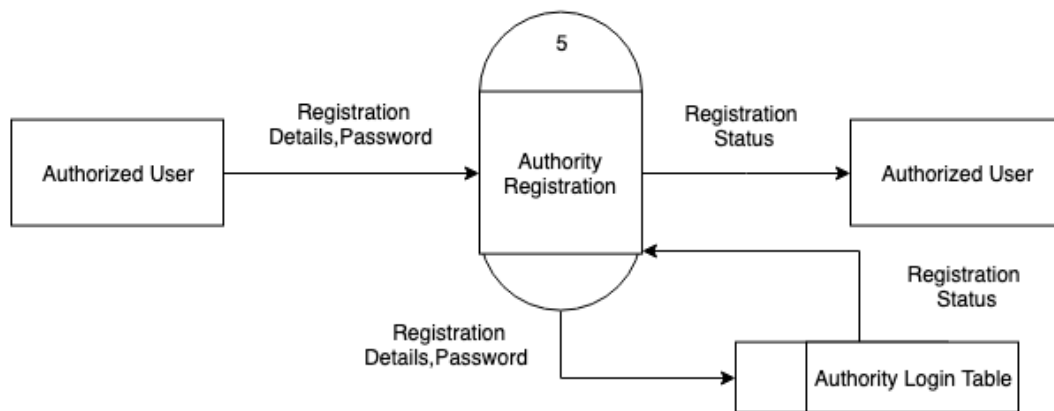 5
Registration
Details,Password
Registration
Status
Authorized User
Authority
Registration
Authorized User
Registration
Status
Registration
Details,Password
Authority Login Table